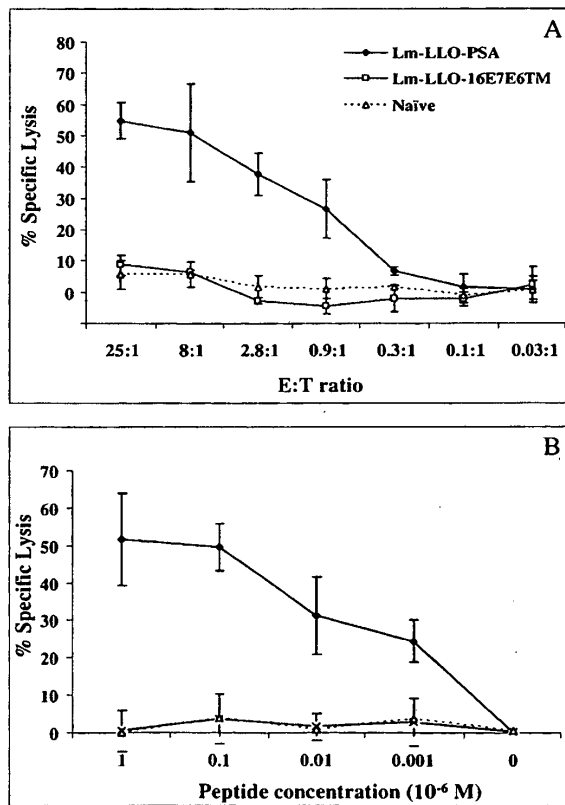 A
80
70
60
50
40
30
20
10
0
% Specific Lysis
Lm-LLO-PSA
Lm-LLO-16E7E6TM
Naïve
25:1 8:1 2.8:1 0.9:1 0.3:1 0.1:1 0.03:1
E:T ratio
B
70
60
50
40
30
20
10
0
% Specific Lysis
1 0.1 0.01 0.001 0
Peptide concentration (10⁻⁶ M)